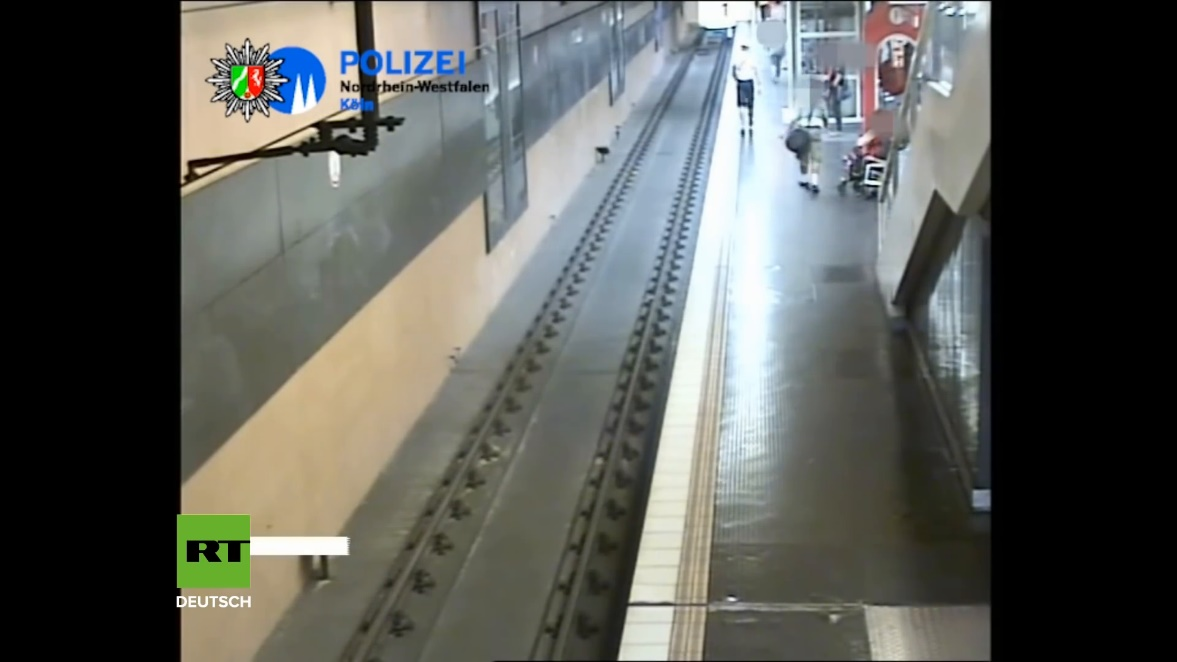 POLIZEI
Nordrhein-Westfalen
Köln
RT
DEUTSCH